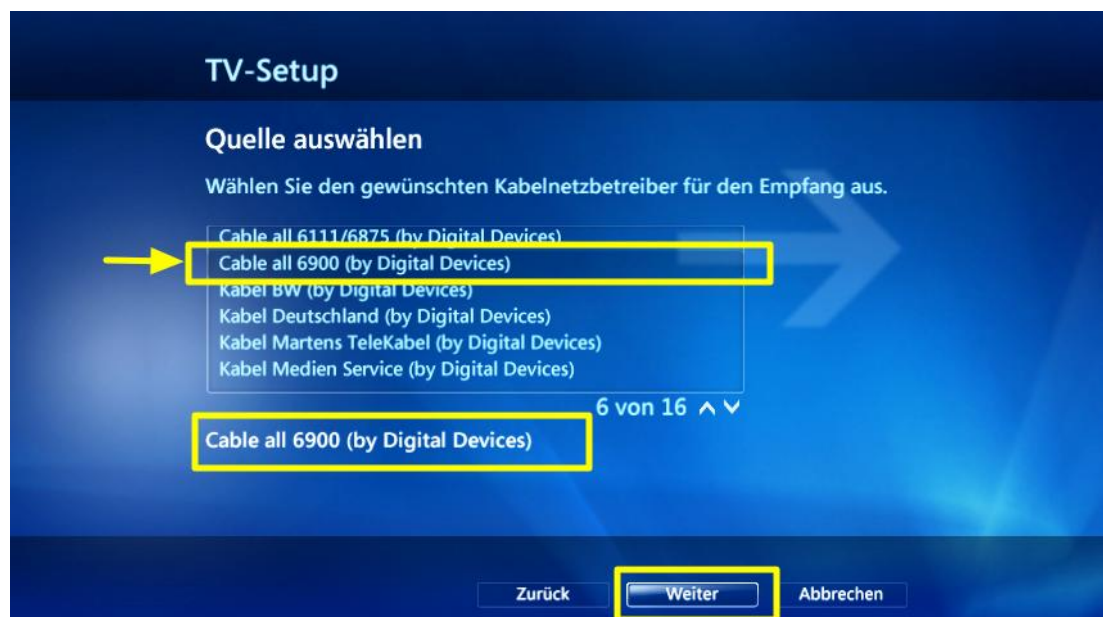 TV-Setup
Quelle auswählen
Wählen Sie den gewünschten Kabelnetzbetreiber für den Empfang aus.
Cable all 6111/6875 (by Digital Devices)
Cable all 6900 (by Digital Devices)
Kabel BW (by Digital Devices)
Kabel Deutschland (by Digital Devices)
Kabel Martens TeleKabel (by Digital Devices)
Kabel Medien Service (by Digital Devices)
6 von 16
Cable all 6900 (by Digital Devices)
Zurück Weiter Abbrechen